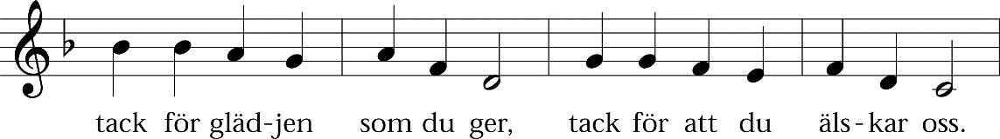 tack för gläd-jen som du ger, tack för att du äls-kar oss.